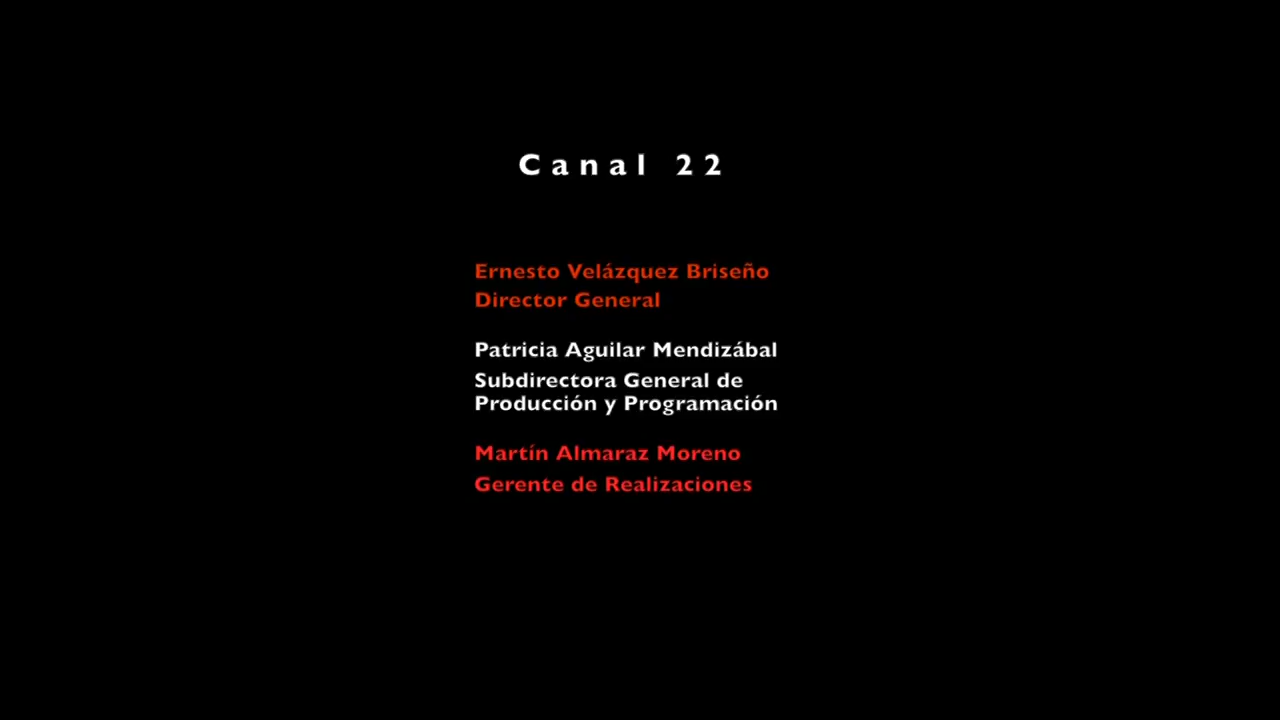 Canal 22
Ernesto Velázquez Briseño
Director General
Patricia Aguilar Mendizábal
Subdirectora General de
Producción y Programación
Martín Almaraz Moreno
Gerente de Realizaciones